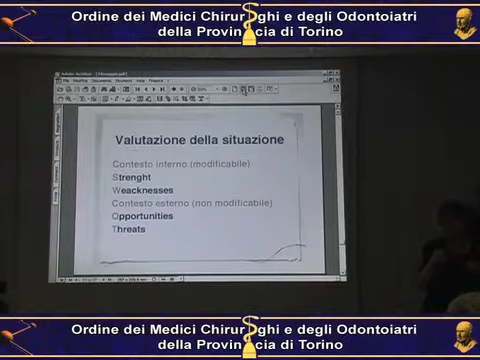 Ordine dei Medici Chirurghi e degli Odontoiatri
della Provincia di Torino
Valutazione della situazione
Contesto interno (modificabile)
Strenght
Weacknesses
Contesto esterno (non modificabile)
Opportunities
Threats
Ordine dei Medici Chirurghi e degli Odontoiatri
della Provincia di Torino